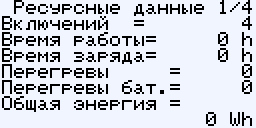 Ресурсные данные 1/4
Включений = 4
Время работы= 0 h
Время заряда= 0 h
Перегревы = 0
Перегревы бат.= 0
Общая энергия =
0 Wh